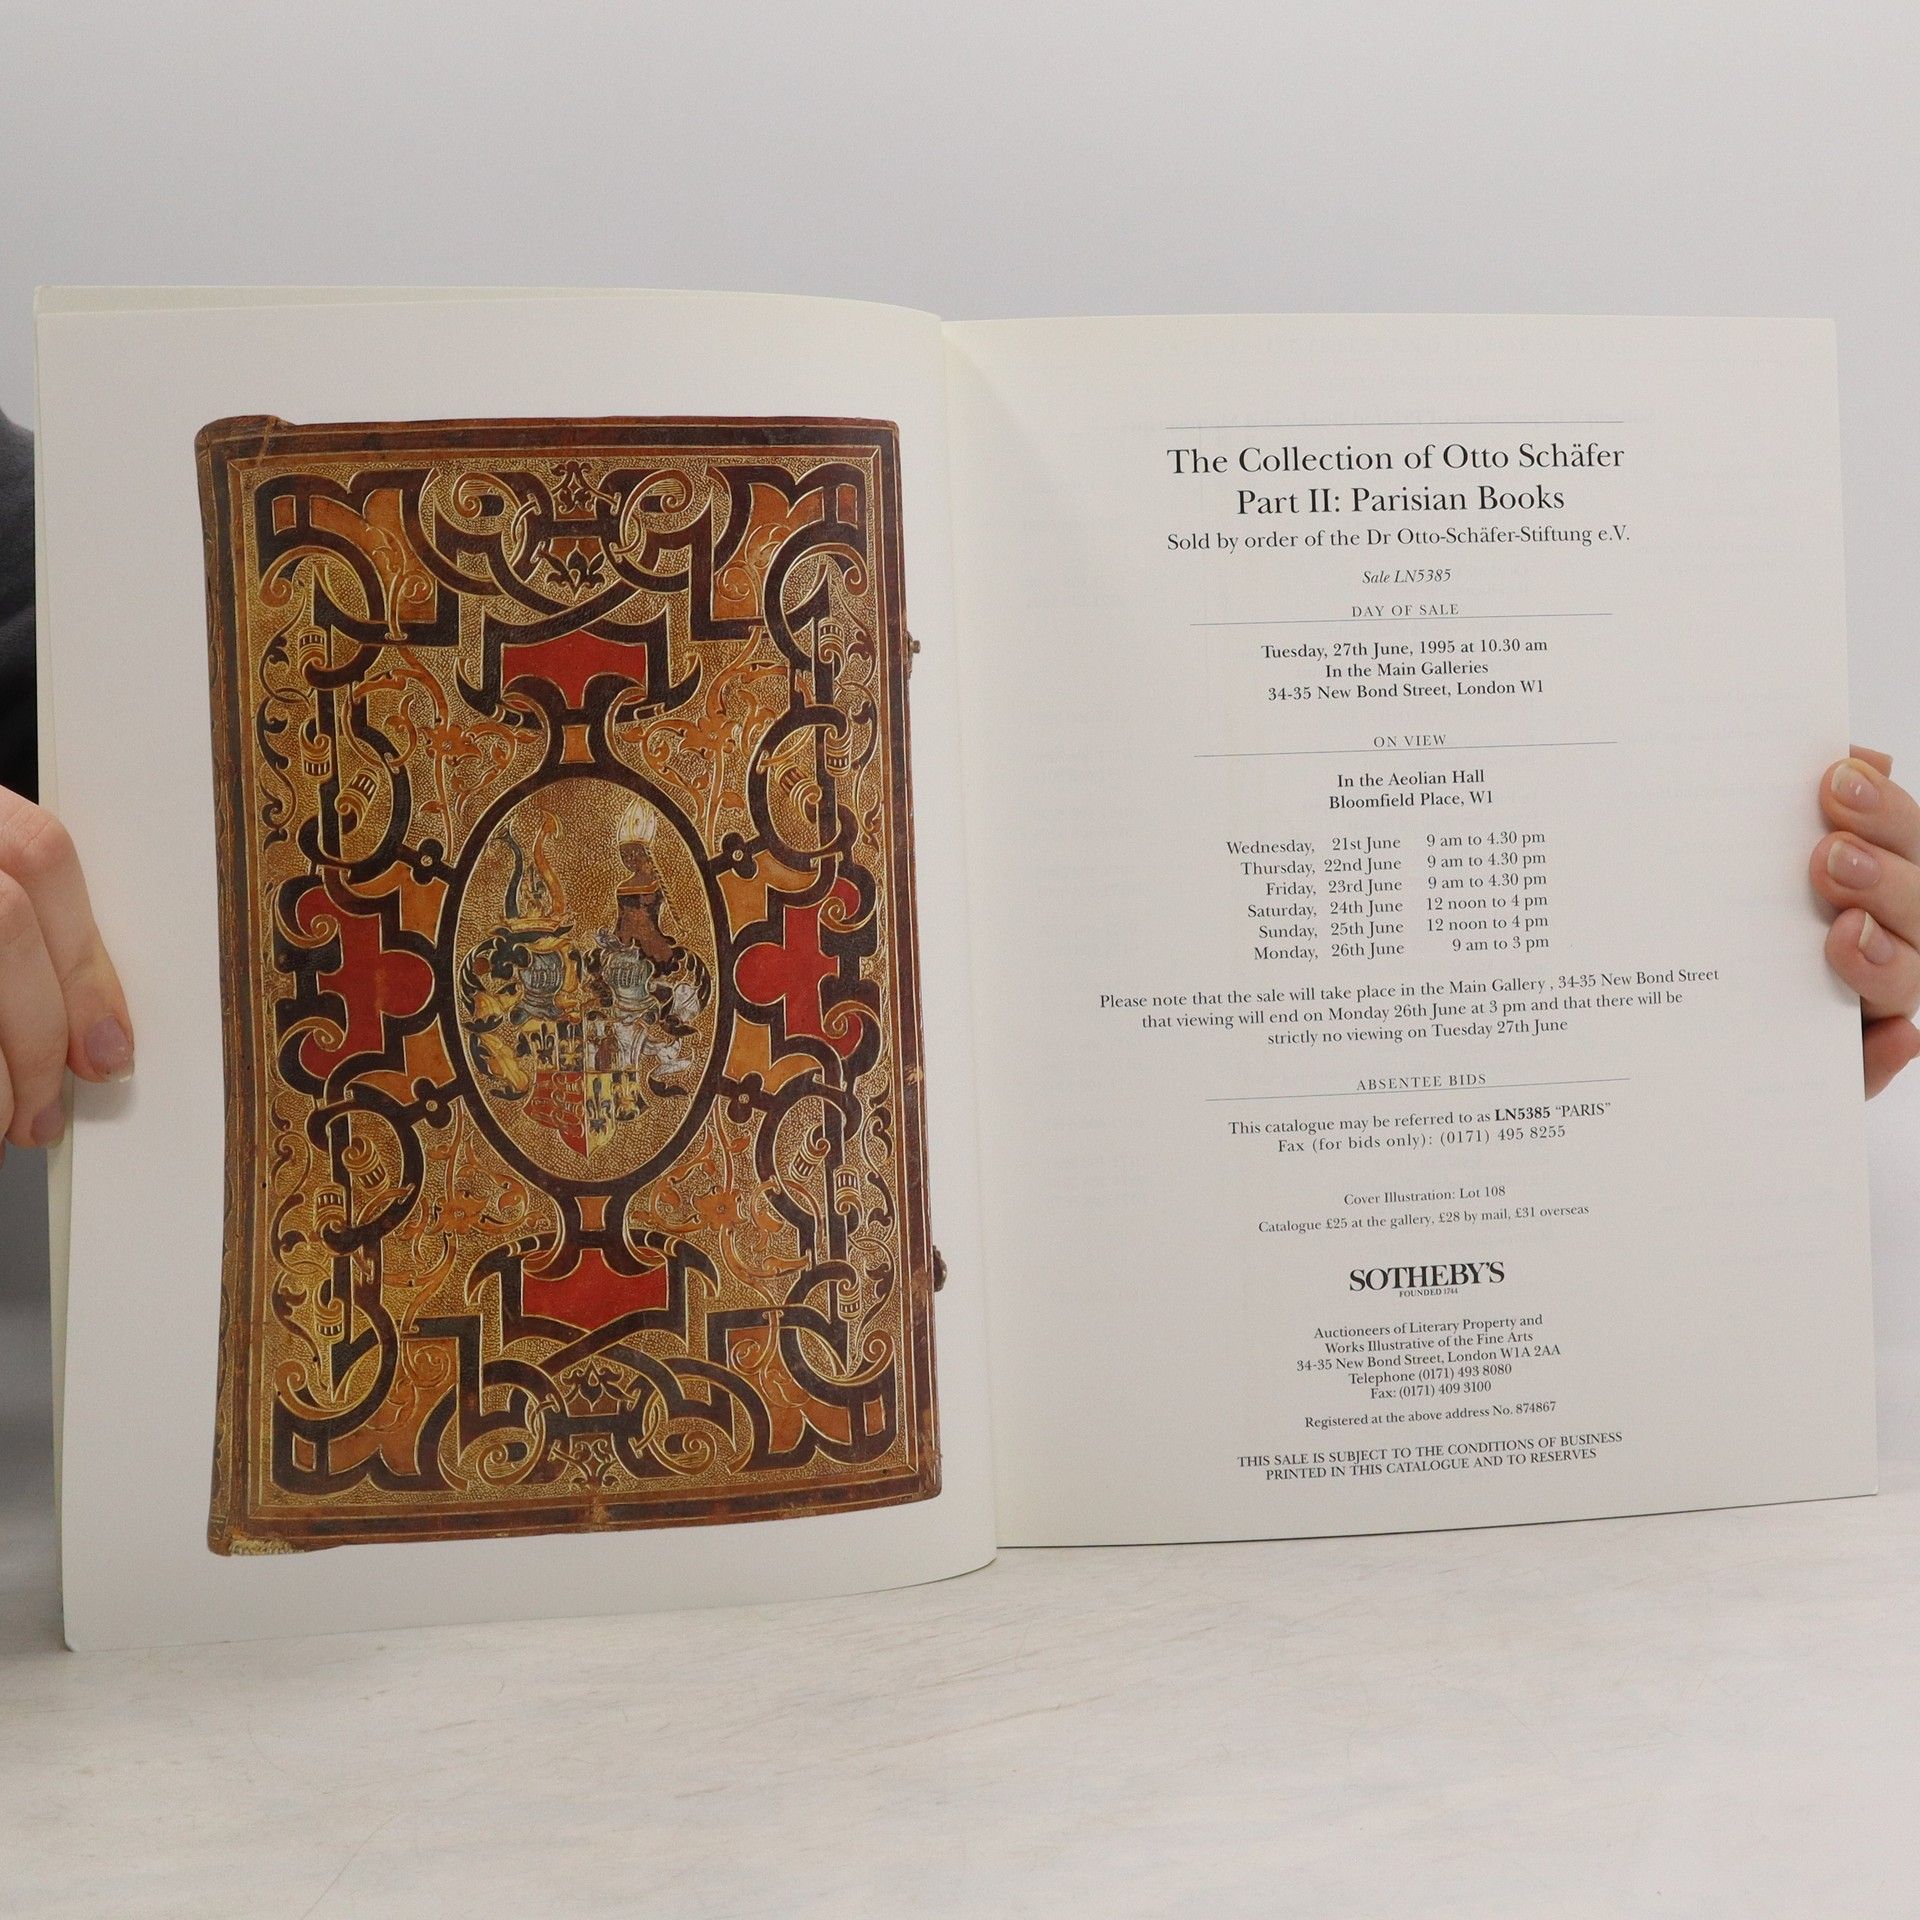 The Collection of Otto Schäfer
Part II: Parisian Books
Sold by order of the Dr Otto-Schäfer-Stiftung e.V.
Sale LN5385
DAY OF SALE
Tuesday, 27th June, 1995 at 10.30 am
In the Main Galleries
34-35 New Bond Street, London W1
ON VIEW
In the Aeolian Hall
Bloomfield Place, W1
Wednesday, 21st June 9 am to 4.30 pm
Thursday, 22nd June 9 am to 4.30 pm
Friday, 23rd June 9 am to 4.30 pm
Saturday, 24th June 12 noon to 4 pm
Sunday, 25th June 12 noon to 4 pm
Monday, 26th June 9 am to 3 pm
Please note that the sale will take place in the Main Gallery , 34-35 New Bond Street
that viewing will end on Monday 26th June at 3 pm and that there will be
strictly no viewing on Tuesday 27th June
ABSENTEE BIDS
This catalogue may be referred to as LN5385 “PARIS”
Fax (for bids only): (0171) 495 8255
Cover Illustration: Lot 108
Catalogue £25 at the gallery, £28 by mail, £31 overseas
SOTHEBY'S
FOUNDED 1744
Auctioneers of Literary Property and
Works Illustrative of the Fine Arts
34-35 New Bond Street, London W1A 2AA
Telephone (0171) 493 8080
Fax: (0171) 409 3100
Registered at the above address No. 874867
THIS SALE IS SUBJECT TO THE CONDITIONS OF BUSINESS
PRINTED IN THIS CATALOGUE AND TO RESERVES